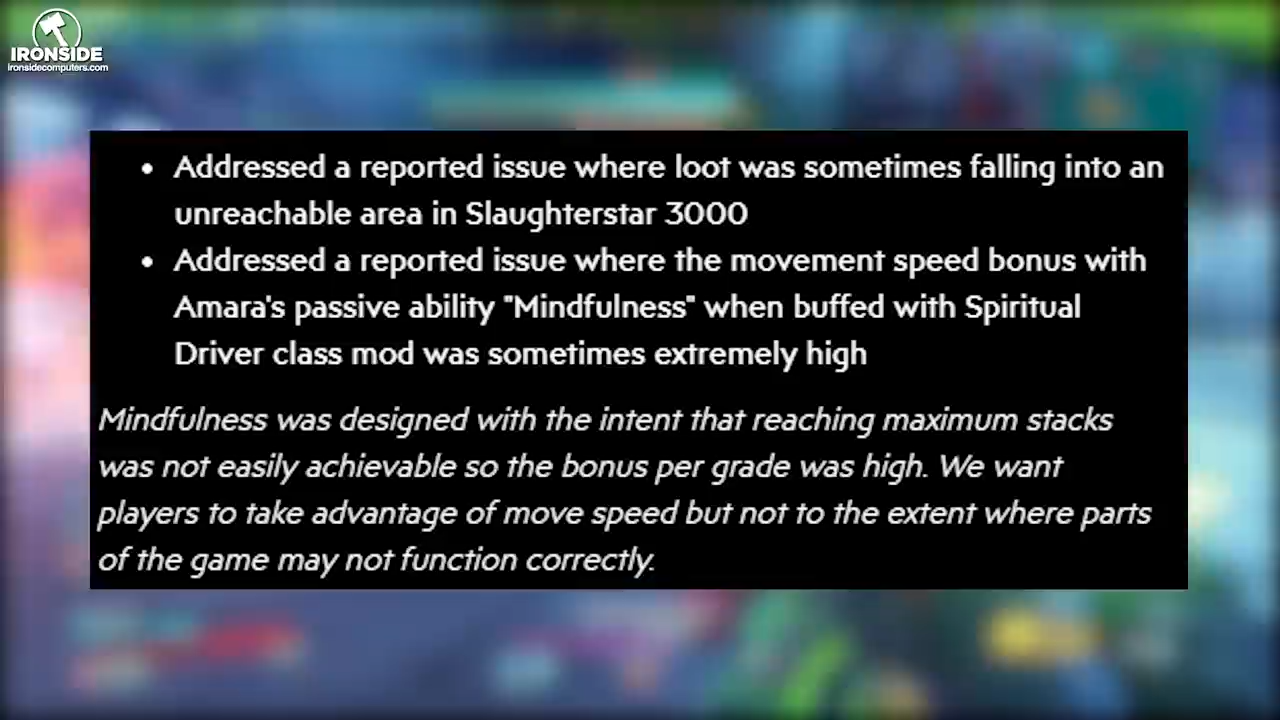 IRONSIDE
ironsidecomputers.com
• Addressed a reported issue where loot was sometimes falling into an
unreachable area in Slaughterstar 3000
• Addressed a reported issue where the movement speed bonus with
Amara's passive ability "Mindfulness" when buffed with Spiritual
Driver class mod was sometimes extremely high
Mindfulness was designed with the intent that reaching maximum stacks
was not easily achievable so the bonus per grade was high. We want
players to take advantage of move speed but not to the extent where parts
of the game may not function correctly.